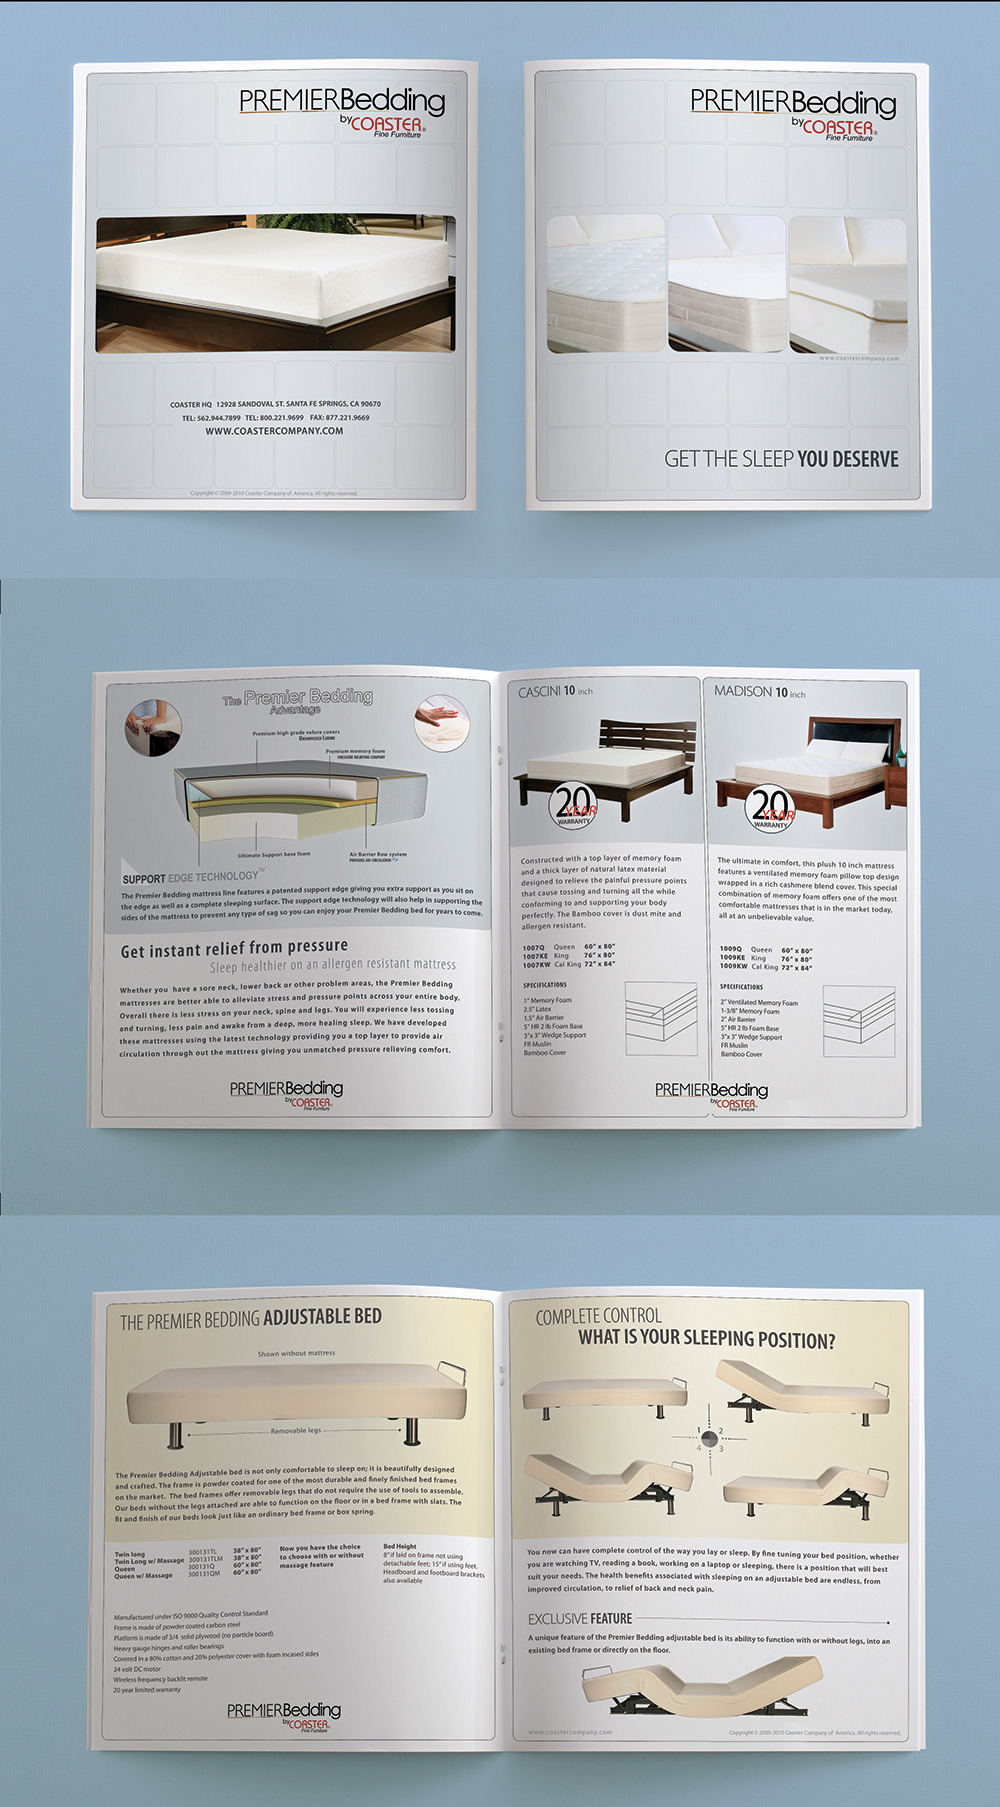 PREMIERBedding
by COASTER®
Fine Furniture
COASTER HQ 12928 SANDOVAL ST. SANTA FE SPRINGS, CA 90670
TEL: 562.944.7899 TEL: 800.221.9699 FAX: 877.221.9669
WWW.COASTERCOMPANY.COM
Copyright © 2009-2010 Coaster Company of America. All rights reserved.
PREMIERBedding
by COASTER®
Fine Furniture
www.coastercompany.com
GET THE SLEEP YOU DESERVE
The Premier Bedding
Advantage
Premium high grade velure covers
UNSURPASSED LUXURY
Premium memory foam
PRESSURE RELIEVING COMFORT
Ultimate Support base foam
Air Barrier flow system
PROVIDES AIR CIRCULATION
SUPPORT EDGE TECHNOLOGY™
The Premier Bedding mattress line features a patented support edge giving you extra support as you sit on
the edge as well as a complete sleeping surface. The support edge technology will also help in supporting the
sides of the mattress to prevent any type of sag so you can enjoy your Premier Bedding bed for years to come.
Get instant relief from pressure
Sleep healthier on an allergen resistant mattress
Whether you have a sore neck, lower back or other problem areas, the Premier Bedding
mattresses are better able to alleviate stress and pressure points across your entire body.
Overall there is less stress on your neck, spine and legs. You will experience less tossing
and turning, less pain and awake from a deep, more healing sleep. We have developed
these mattresses using the latest technology providing you a top layer to provide air
circulation through out the mattress giving you unmatched pressure relieving comfort.
PREMIERBedding
by COASTER®
Fine Furniture
CASCINI 10 inch
20
YEAR
WARRANTY
Constructed with a top layer of memory foam
and a thick layer of natural latex material
designed to relieve the painful pressure points
that cause tossing and turning all the while
conforming to and supporting your body
perfectly. The Bamboo cover is dust mite and
allergen resistant.
1007Q Queen 60" x 80"
1007KE King 76" x 80"
1007KW Cal King 72" x 84"
SPECIFICATIONS
1" Memory Foam
2.5" Latex
1.5" Air Barrier
5" HR 2 lb Foam Base
3"x 3" Wedge Support
FR Muslin
Bamboo Cover
MADISON 10 inch
20
YEAR
WARRANTY
The ultimate in comfort, this plush 10 inch mattress
features a ventilated memory foam pillow top design
wrapped in a rich cashmere blend cover. This special
combination of memory foam offers one of the most
comfortable mattresses that is in the market today,
all at an unbelievable value.
1009Q Queen 60" x 80"
1009KE King 76" x 80"
1009KW Cal King 72" x 84"
SPECIFICATIONS
2" Ventilated Memory Foam
1-3/8" Memory Foam
2" Air Barrier
5" HR 2 lb Foam Base
3"x 3" Wedge Support
FR Muslin
Bamboo Cover
PREMIERBedding
by COASTER®
Fine Furniture
THE PREMIER BEDDING ADJUSTABLE BED
Shown without mattress
Removable legs
The Premier Bedding Adjustable bed is not only comfortable to sleep on; it is beautifully designed
and crafted. The frame is powder coated for one of the most durable and finely finished bed frames
on the market. The bed frames offer removable legs that do not require the use of tools to assemble.
Our beds without the legs attached are able to function on the floor or in a bed frame with slats. The
fit and finish of our beds look just like an ordinary bed frame or box spring.
Twin long 300131TL 38" x 80"
Twin Long w/ Massage 300131TLM 38" x 80"
Queen 300131Q 60" x 80"
Queen w/ Massage 300131QM 60" x 80"
Now you have the choice
to choose with or without
massage feature
Bed Height
8" if laid on frame not using
detachable feet; 15" if using feet.
Headboard and footboard brackets
also available
Manufactured under ISO 9000 Quality Control Standard
Frame is made of powder coated carbon steel
Platform is made of 3/4 solid plywood (no particle board)
Heavy gauge hinges and roller bearings
Covered in a 80% cotton and 20% polyester cover with foam incased sides
24 volt DC motor
Wireless frequency backlit remote
20 year limited warranty
PREMIERBedding
by COASTER®
Fine Furniture
COMPLETE CONTROL
WHAT IS YOUR SLEEPING POSITION?
1 2
4 3
You now can have complete control of the way you lay or sleep. By fine tuning your bed position, whether
you are watching TV, reading a book, working on a laptop or sleeping, there is a position that will best
suit your needs. The health benefits associated with sleeping on an adjustable bed are endless, from
improved circulation, to relief of back and neck pain.
EXCLUSIVE FEATURE
A unique feature of the Premier Bedding adjustable bed is its ability to function with or without legs, into an
existing bed frame or directly on the floor.
www.coastercompany.com
Copyright © 2009-2010 Coaster Company of America. All rights reserved.